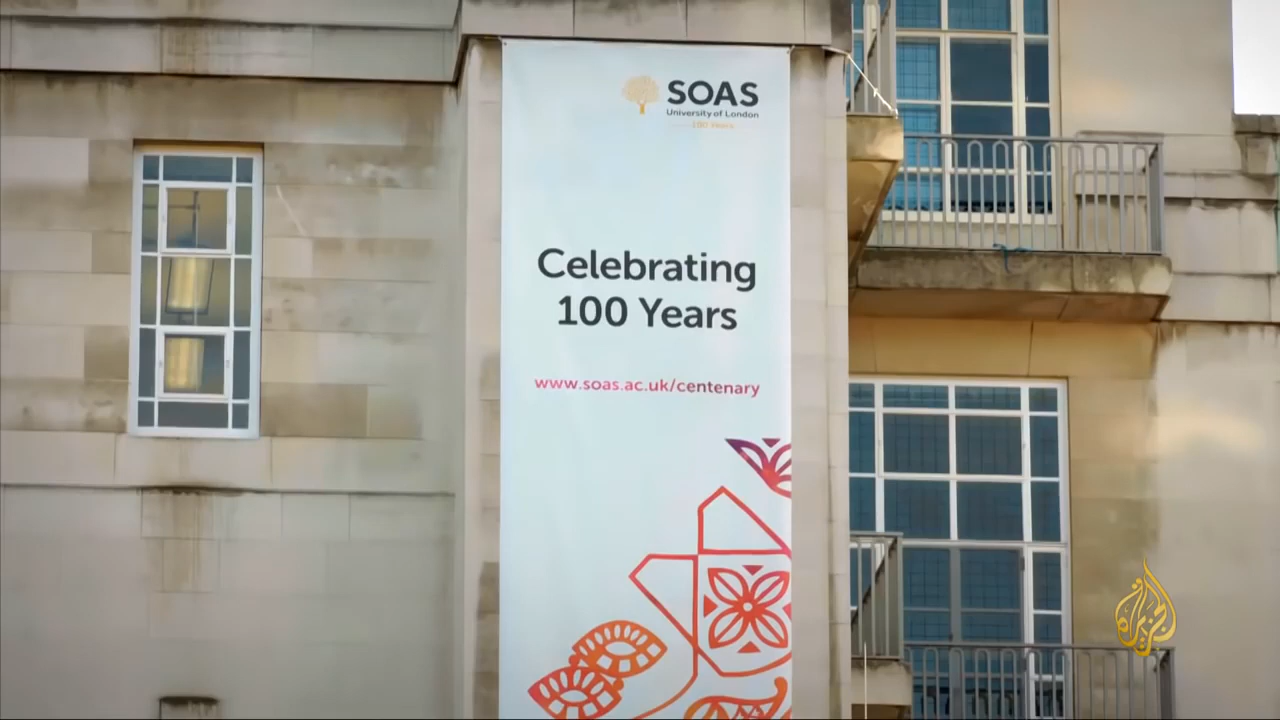 SOAS
University of London
100 Years
Celebrating
100 Years
www.soas.ac.uk/centenary
الجزيرة